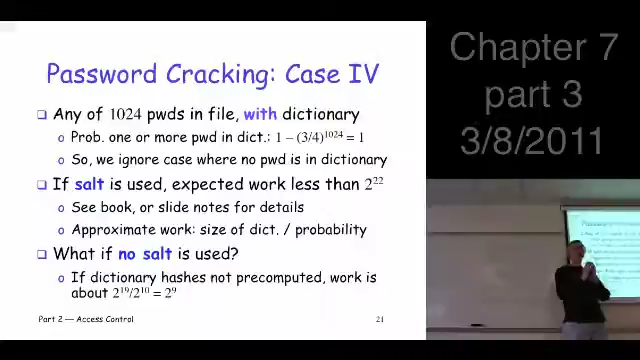 Password Cracking: Case IV
Any of 1024 pwds in file, with dictionary
Prob. one or more pwd in dict.: 1 – (3/4)^1024 = 1
So, we ignore case where no pwd is in dictionary
If salt is used, expected work less than 2^22
See book, or slide notes for details
Approximate work: size of dict. / probability
What if no salt is used?
If dictionary hashes not precomputed, work is
about 2^19/2^10 = 2^9
Part 2 — Access Control
21
Chapter 7
part 3
3/8/2011